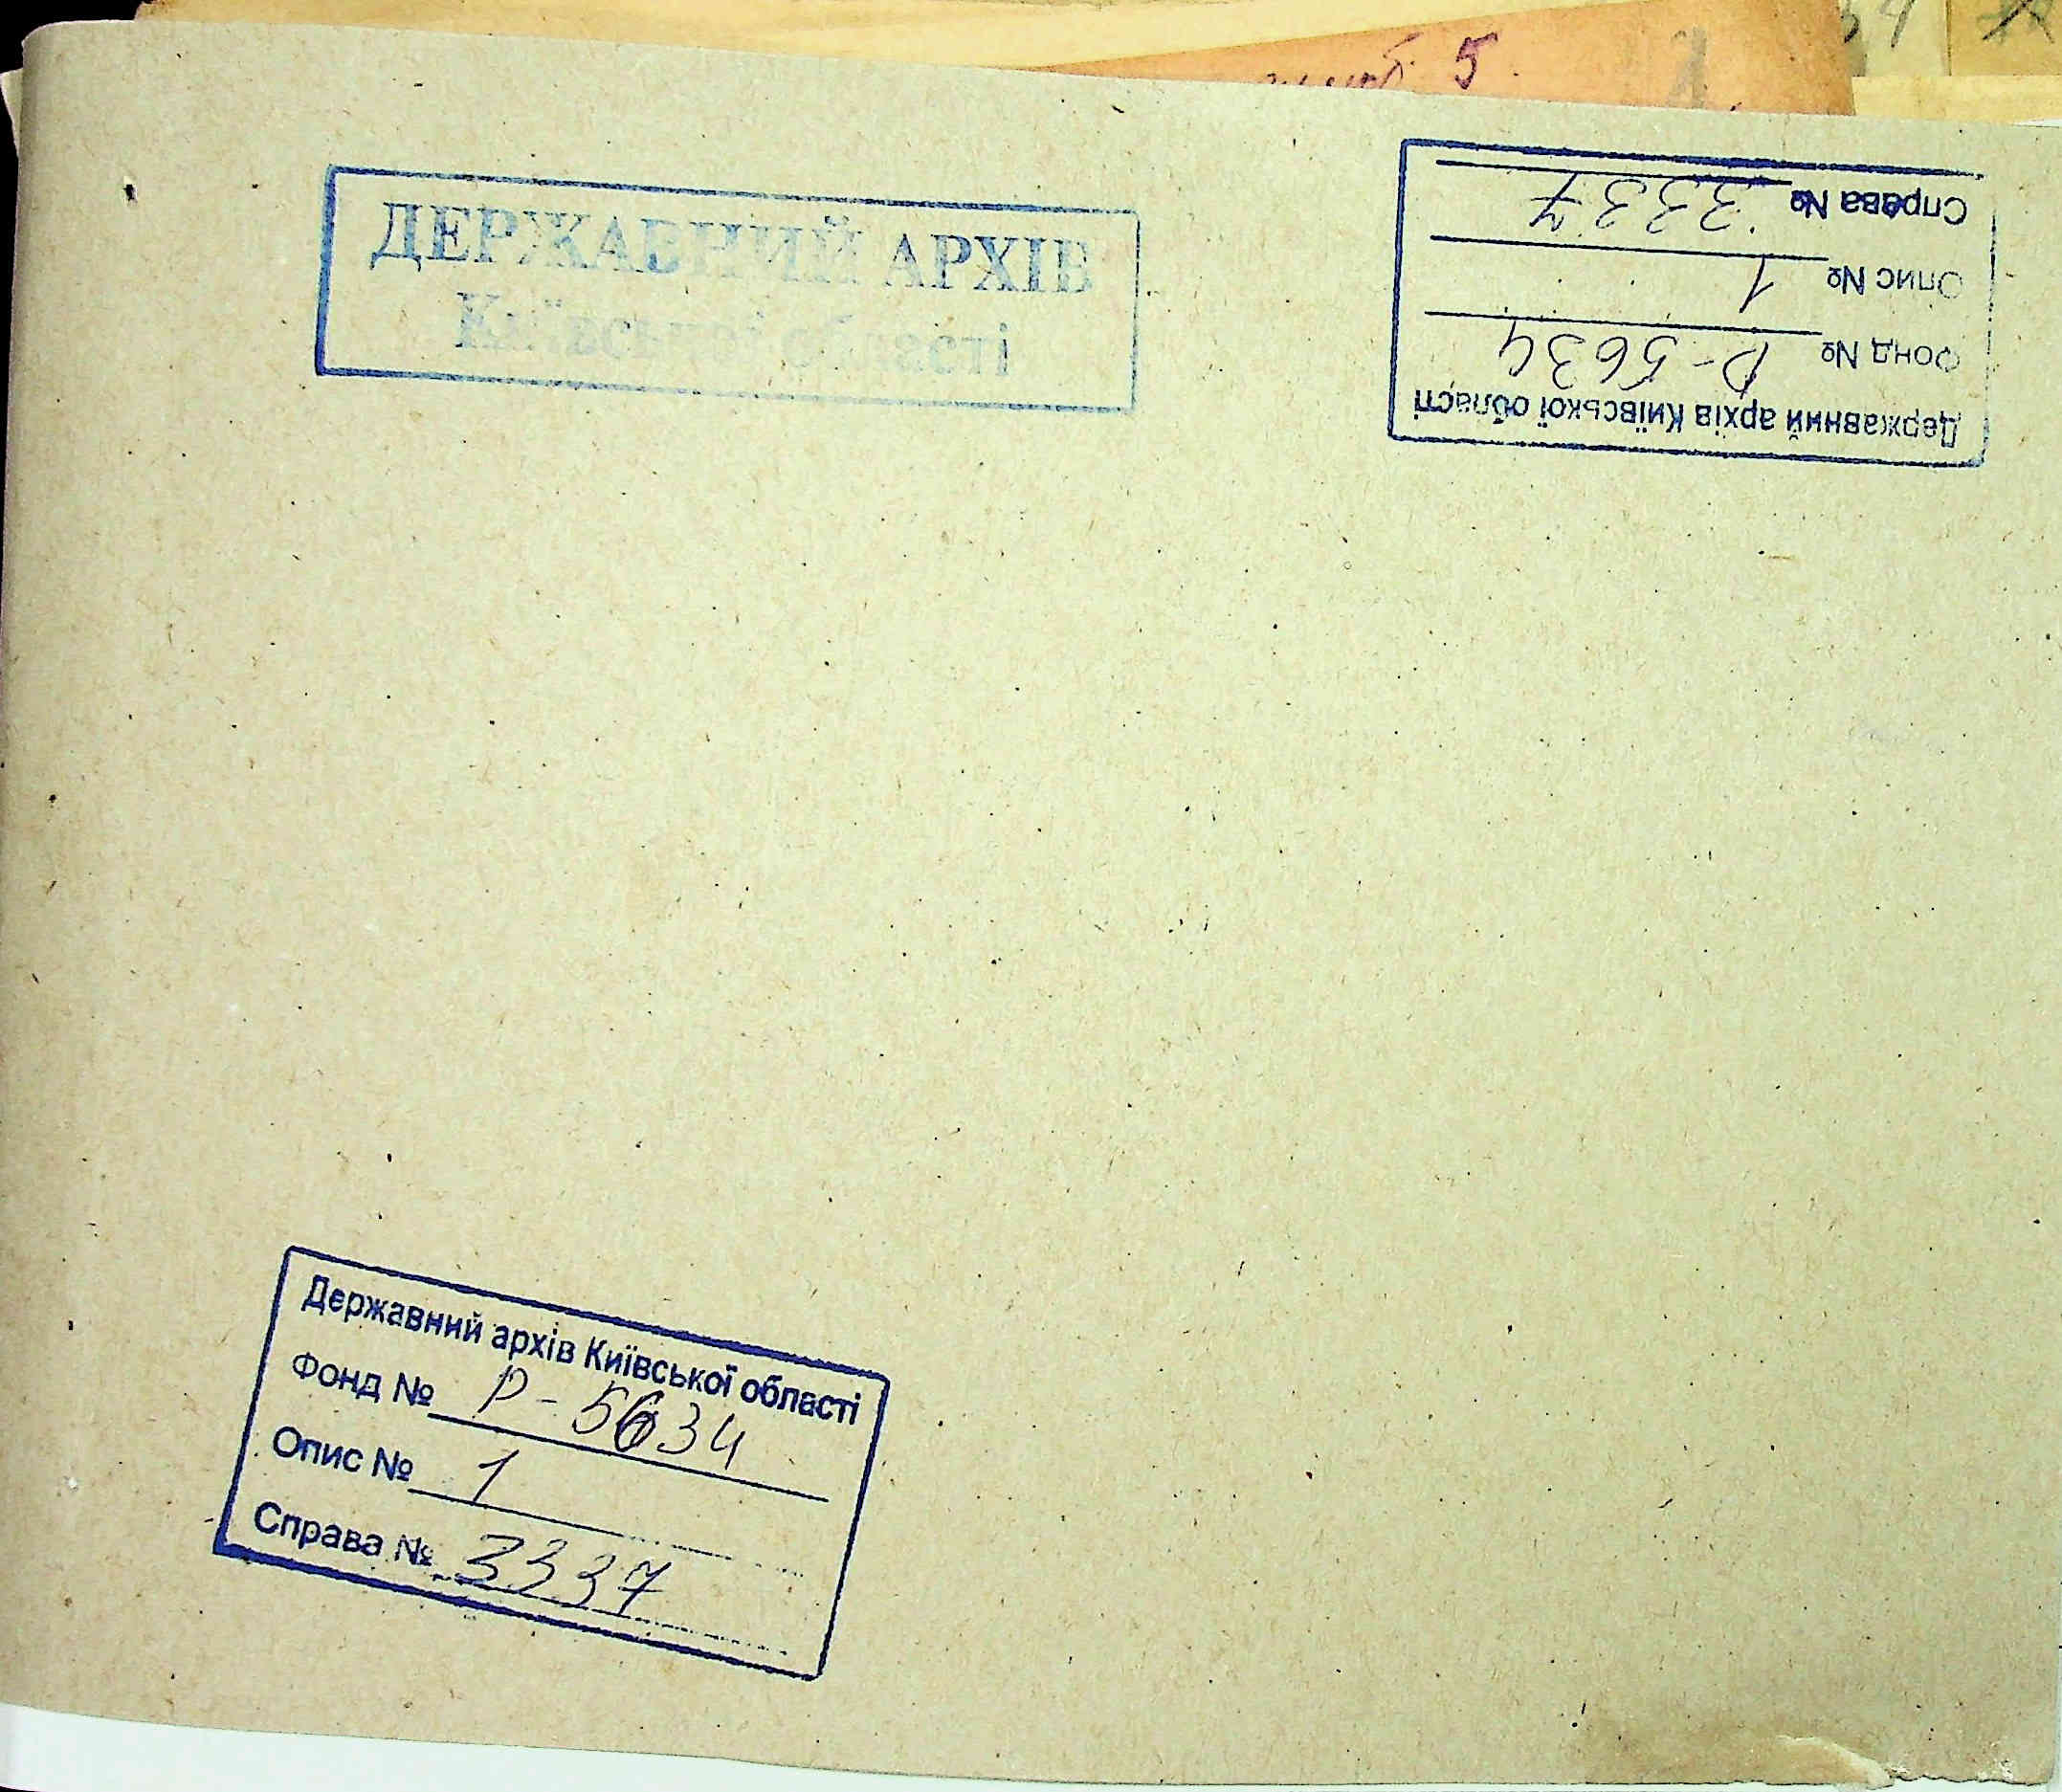 5
ДЕРЖАВНИЙ АРХІВ
Київської області
Державний архів Київської області
Фонд № Р-5634
Опис № 1
Справа № 3337
Державний архів Київської області
Фонд № Р-5634
Опис № 1
Справа № 3337